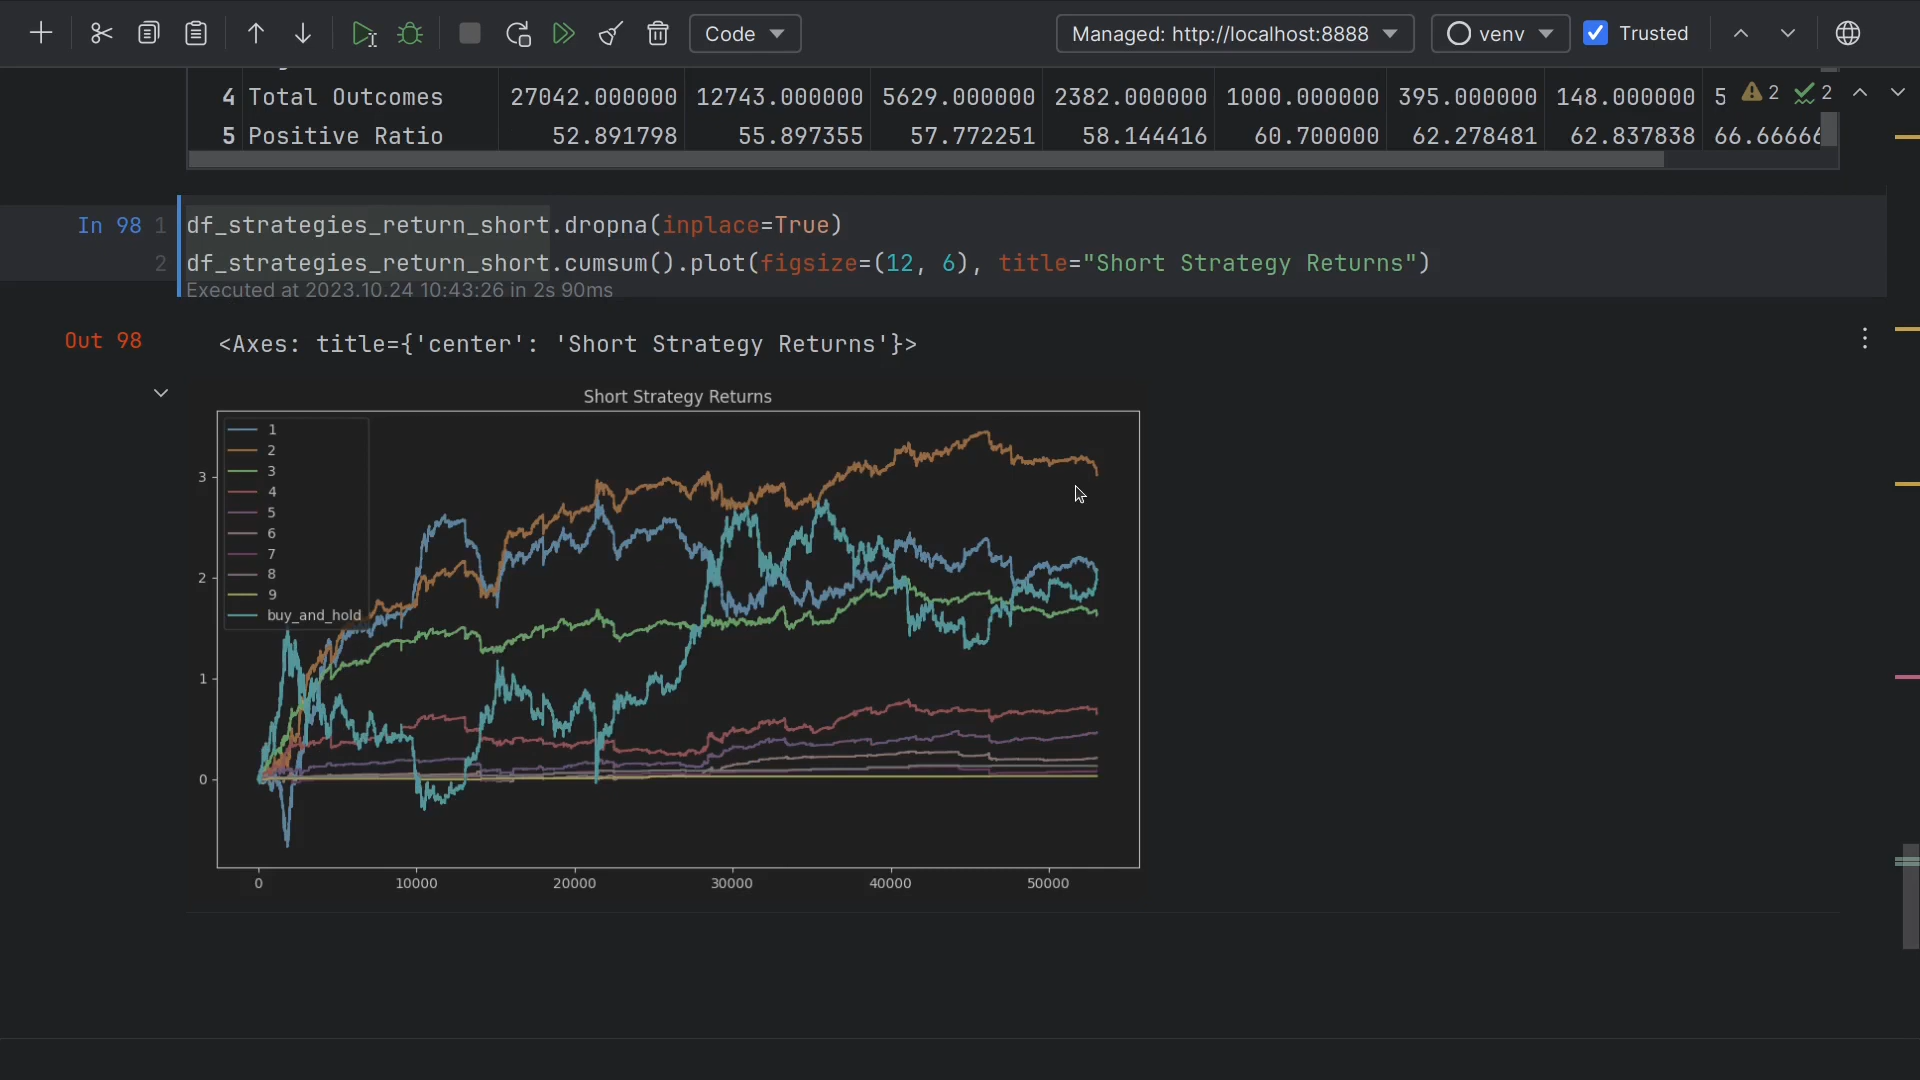 Code
Managed: http://localhost:8888
venv
Trusted
4 Total Outcomes 27042.000000 12743.000000 5629.000000 2382.000000 1000.000000 395.000000 148.000000 5
2 2
5 Positive Ratio 52.891798 55.897355 57.772251 58.144416 60.700000 62.278481 62.837838 66.66666
In 98 1 df_strategies_return_short.dropna(inplace=True)
2 df_strategies_return_short.cumsum().plot(figsize=(12, 6), title="Short Strategy Returns")
Executed at 2023.10.24 10:43:26 in 2s 90ms
Out 98 <Axes: title={'center': 'Short Strategy Returns'}>
Short Strategy Returns
1
2
3
4
5
6
7
8
9
buy_and_hold
3
2
1
0
0 10000 20000 30000 40000 50000